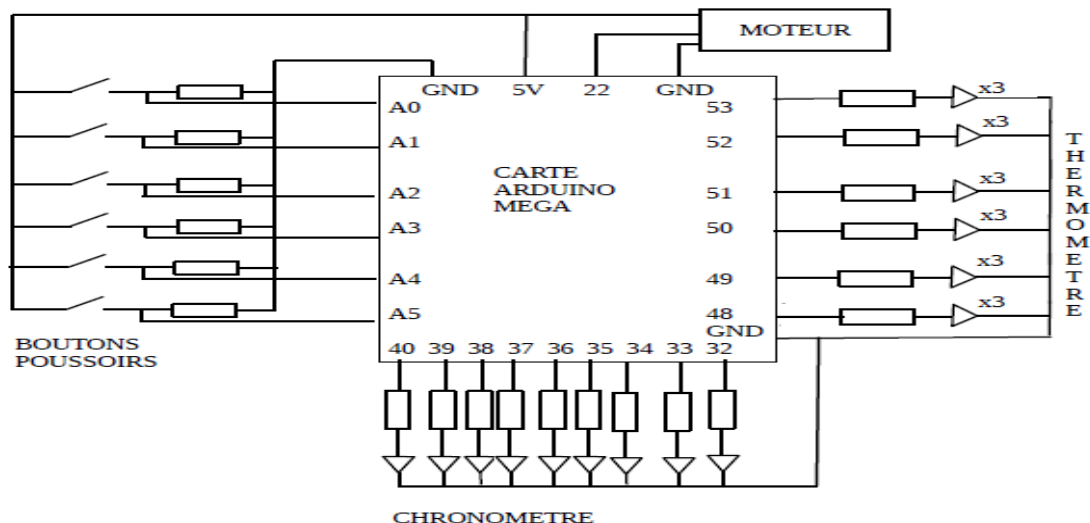 MOTEUR
GND 5V 22 GND
A0
A1
A2
A3
A4
A5
CARTE
ARDUINO
MEGA
53
52
51
50
49
48
GND
40 39 38 37 36 35 34 33 32
x3
x3
x3
x3
x3
x3
THERMOMETRE
BOUTONS
POUSSOIRS
CHRONOMETRE